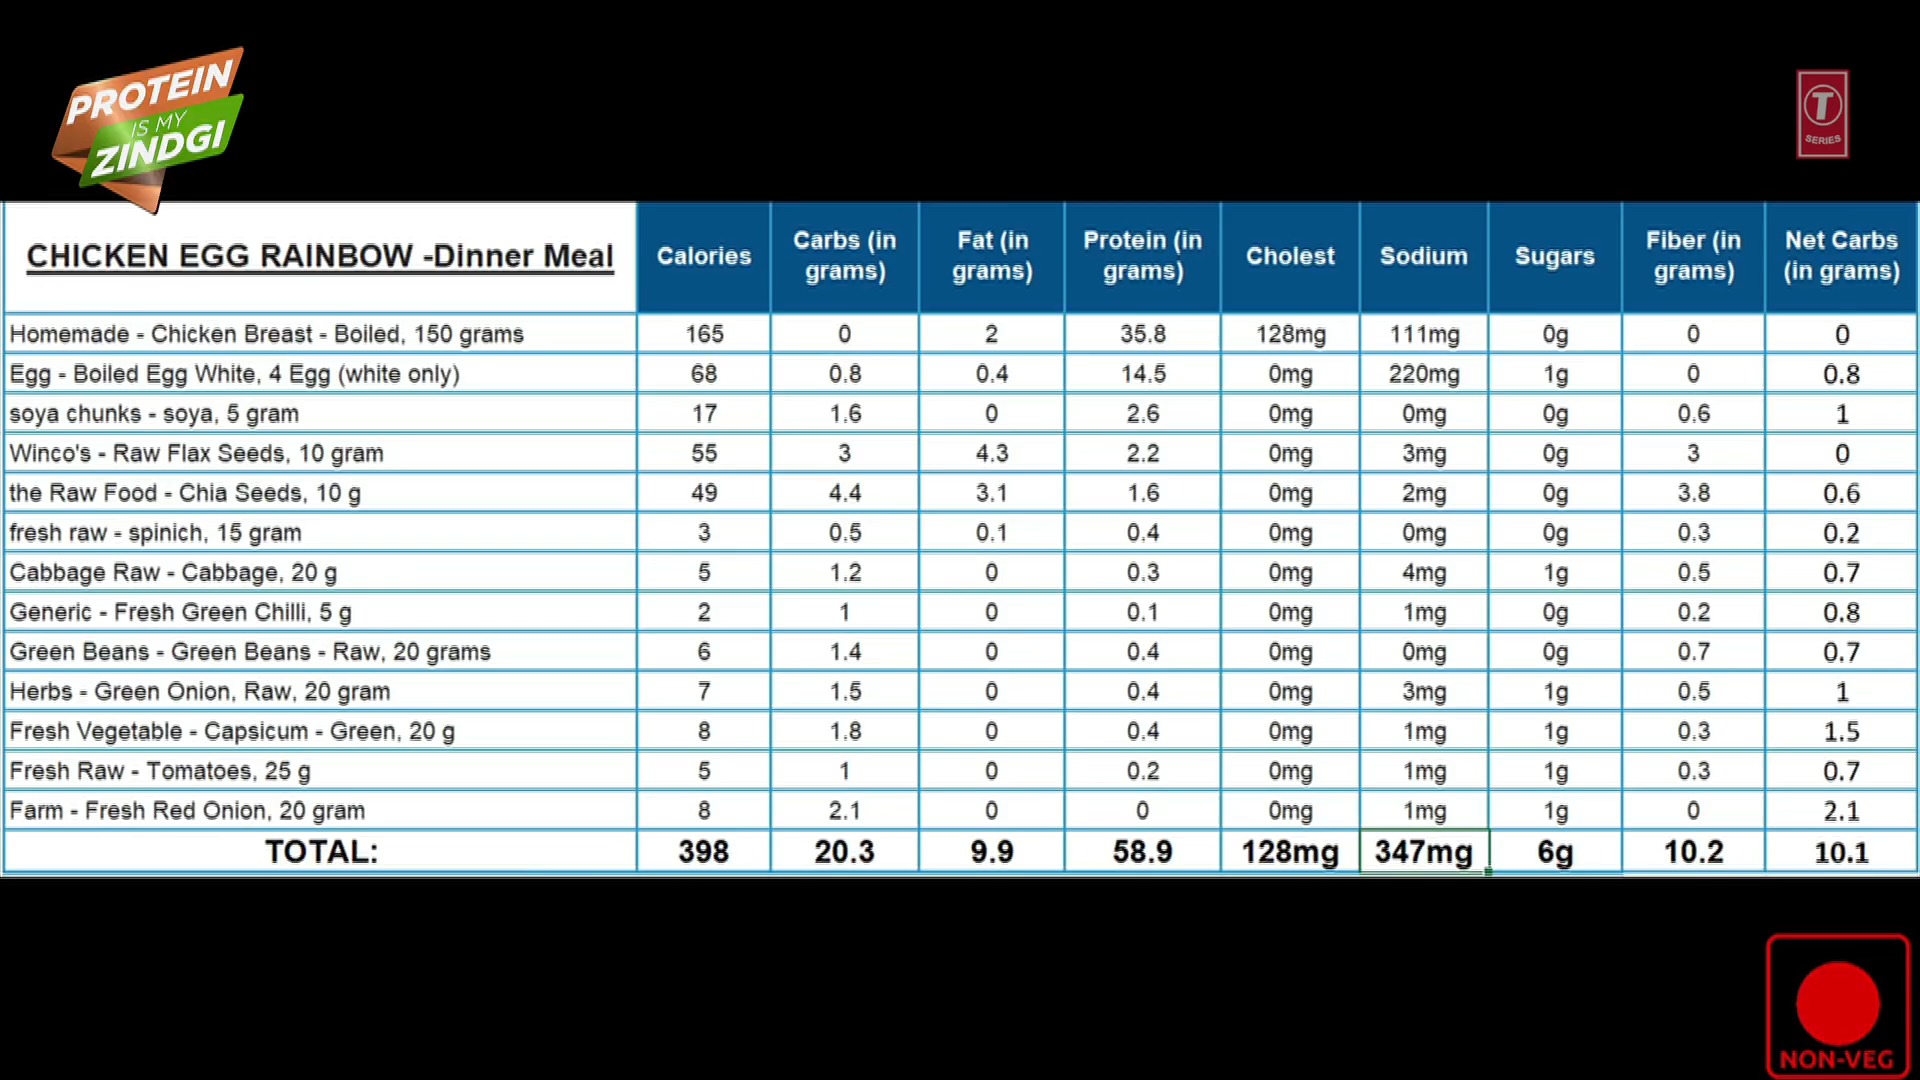 PROTEIN
IS MY
ZINDGI
T
SERIES
CHICKEN EGG RAINBOW -Dinner Meal Calories Carbs (in grams) Fat (in grams) Protein (in grams) Cholest Sodium Sugars Fiber (in grams) Net Carbs (in grams)
Homemade - Chicken Breast - Boiled, 150 grams 165 0 2 35.8 128mg 111mg 0g 0 0
Egg - Boiled Egg White, 4 Egg (white only) 68 0.8 0.4 14.5 0mg 220mg 1g 0 0.8
soya chunks - soya, 5 gram 17 1.6 0 2.6 0mg 0mg 0g 0.6 1
Winco's - Raw Flax Seeds, 10 gram 55 3 4.3 2.2 0mg 3mg 0g 3 0
the Raw Food - Chia Seeds, 10 g 49 4.4 3.1 1.6 0mg 2mg 0g 3.8 0.6
fresh raw - spinich, 15 gram 3 0.5 0.1 0.4 0mg 0mg 0g 0.3 0.2
Cabbage Raw - Cabbage, 20 g 5 1.2 0 0.3 0mg 4mg 1g 0.5 0.7
Generic - Fresh Green Chilli, 5 g 2 1 0 0.1 0mg 1mg 0g 0.2 0.8
Green Beans - Green Beans - Raw, 20 grams 6 1.4 0 0.4 0mg 0mg 0g 0.7 0.7
Herbs - Green Onion, Raw, 20 gram 7 1.5 0 0.4 0mg 3mg 1g 0.5 1
Fresh Vegetable - Capsicum - Green, 20 g 8 1.8 0 0.4 0mg 1mg 1g 0.3 1.5
Fresh Raw - Tomatoes, 25 g 5 1 0 0.2 0mg 1mg 1g 0.3 0.7
Farm - Fresh Red Onion, 20 gram 8 2.1 0 0 0mg 1mg 1g 0 2.1
TOTAL: 398 20.3 9.9 58.9 128mg 347mg 6g 10.2 10.1
NON-VEG